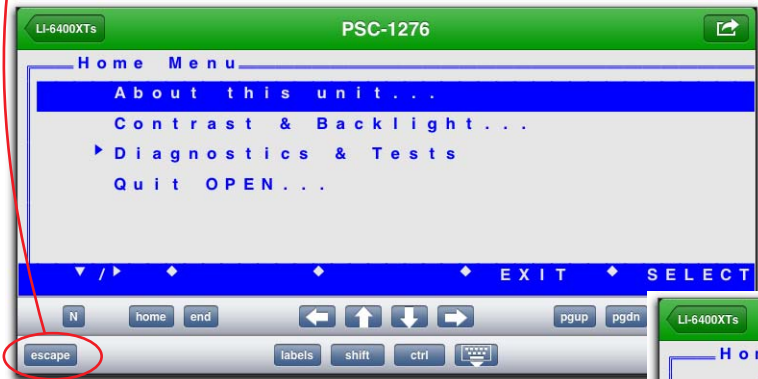 LI-6400XTs PSC-1276
Home Menu
About this unit...
Contrast & Backlight...
Diagnostics & Tests
Quit OPEN...
/ EXIT SELECT
N home end pgup pgdn
escape labels shift ctrl
LI-6400XTs
Ho